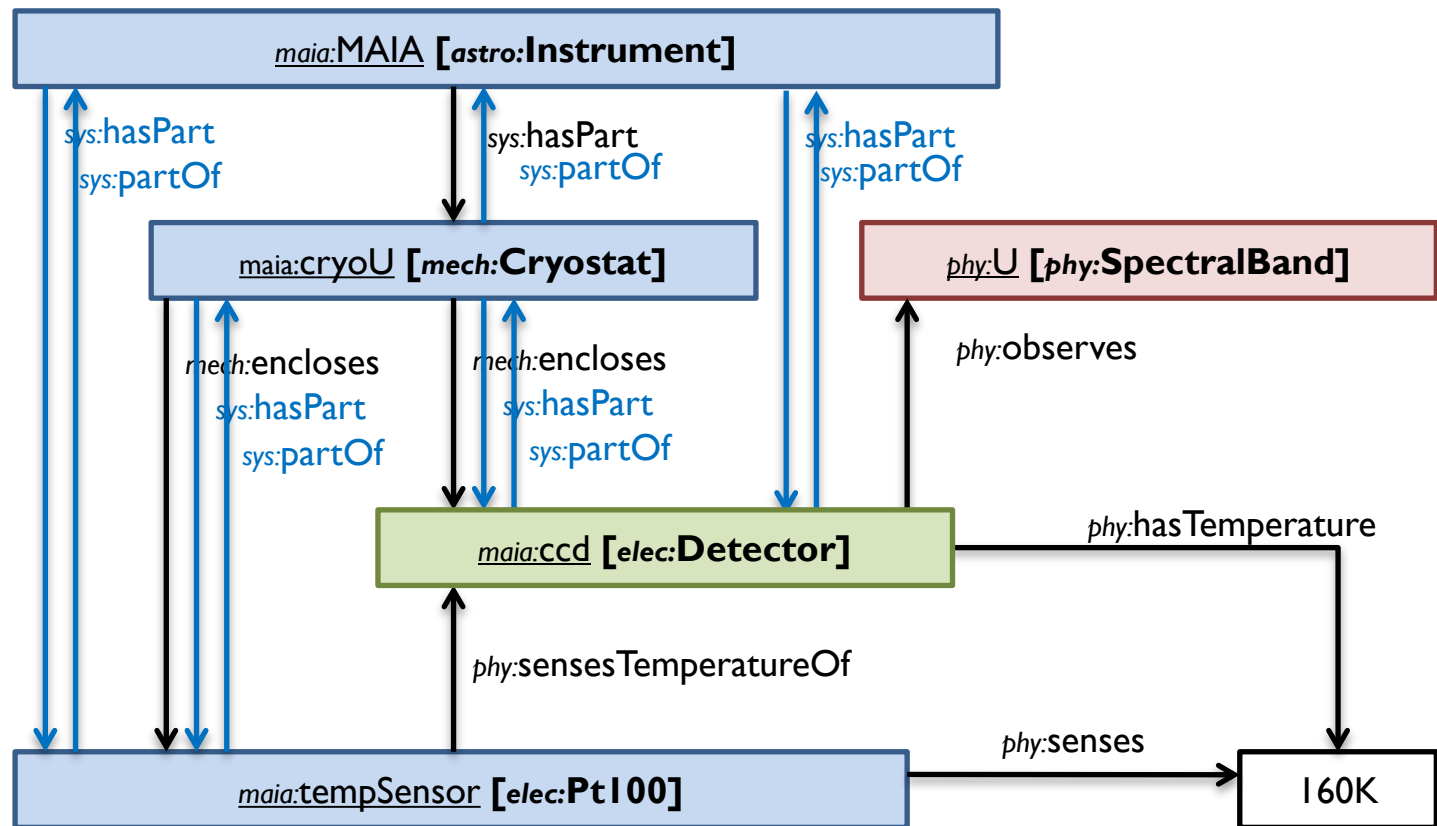 maia:MAIA [astro:Instrument]
sys:hasPart
sys:partOf
sys:hasPart
sys:partOf
sys:hasPart
sys:partOf
maia:cryoU [mech:Cryostat]
phy:U [phy:SpectralBand]
mech:encloses
sys:hasPart
sys:partOf
mech:encloses
sys:hasPart
sys:partOf
phy:observes
maia:ccd [elec:Detector]
phy:hasTemperature
phy:sensesTemperatureOf
phy:senses
maia:tempSensor [elec:Pt100]
160K